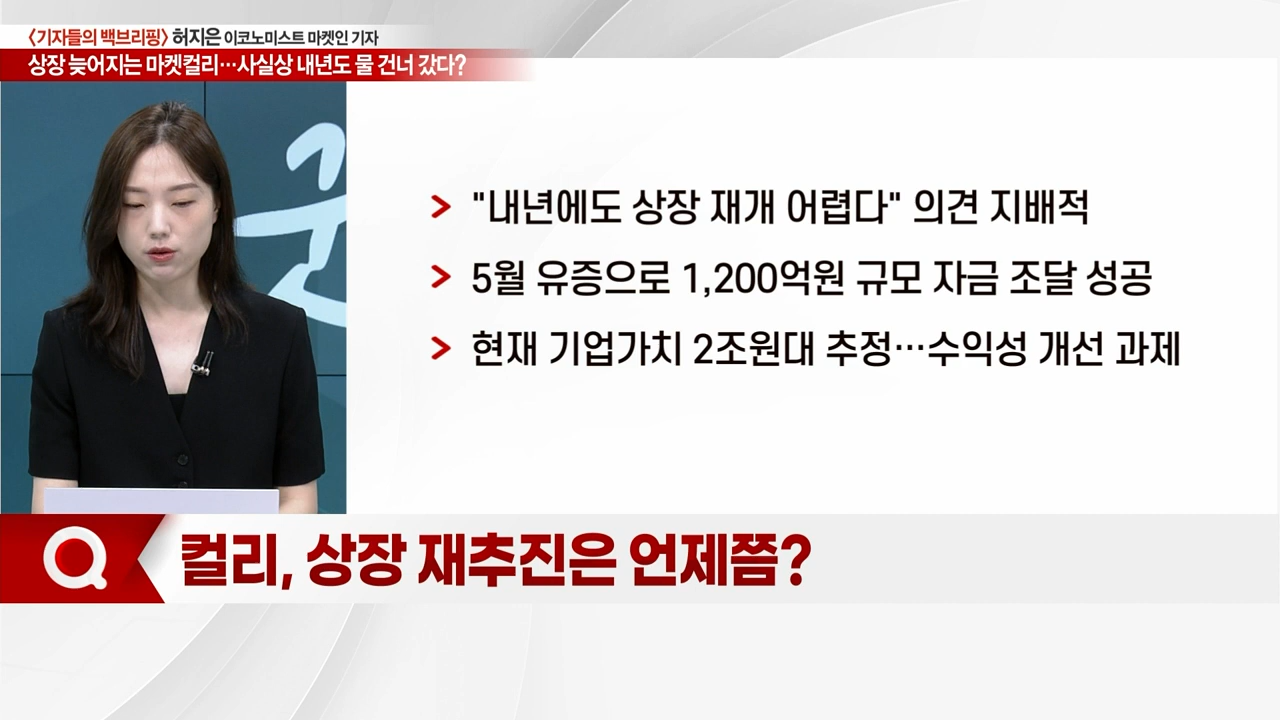 <기자들의 백브리핑> 허지은 이코노미스트 마켓인 기자
상장 늦어지는 마켓컬리…사실상 내년도 물 건너 갔다?
> "내년에도 상장 재개 어렵다" 의견 지배적
> 5월 유증으로 1,200억원 규모 자금 조달 성공
> 현재 기업가치 2조원대 추정…수익성 개선 과제
Q 컬리, 상장 재추진은 언제쯤?